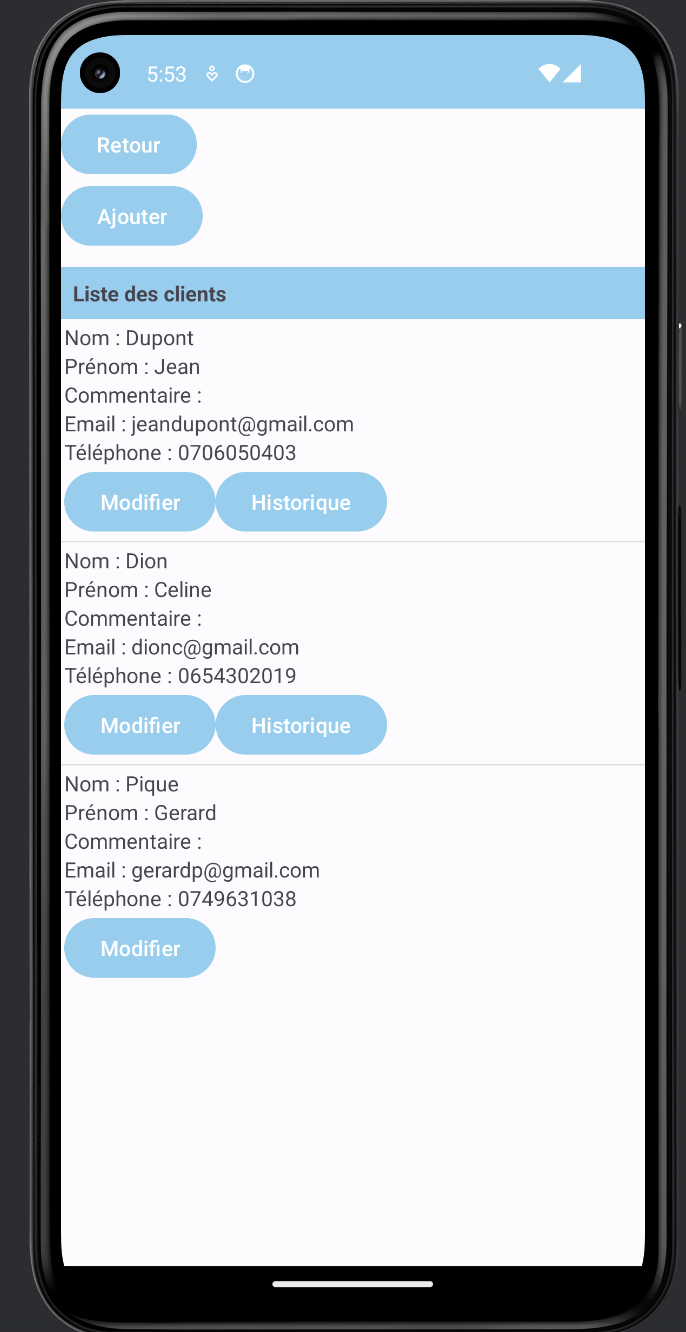 5:53
Retour
Ajouter
Liste des clients
Nom : Dupont
Prénom : Jean
Commentaire :
Email : jeandupont@gmail.com
Téléphone : 0706050403
Modifier Historique
Nom : Dion
Prénom : Celine
Commentaire :
Email : dionc@gmail.com
Téléphone : 0654302019
Modifier Historique
Nom : Pique
Prénom : Gerard
Commentaire :
Email : gerardp@gmail.com
Téléphone : 0749631038
Modifier